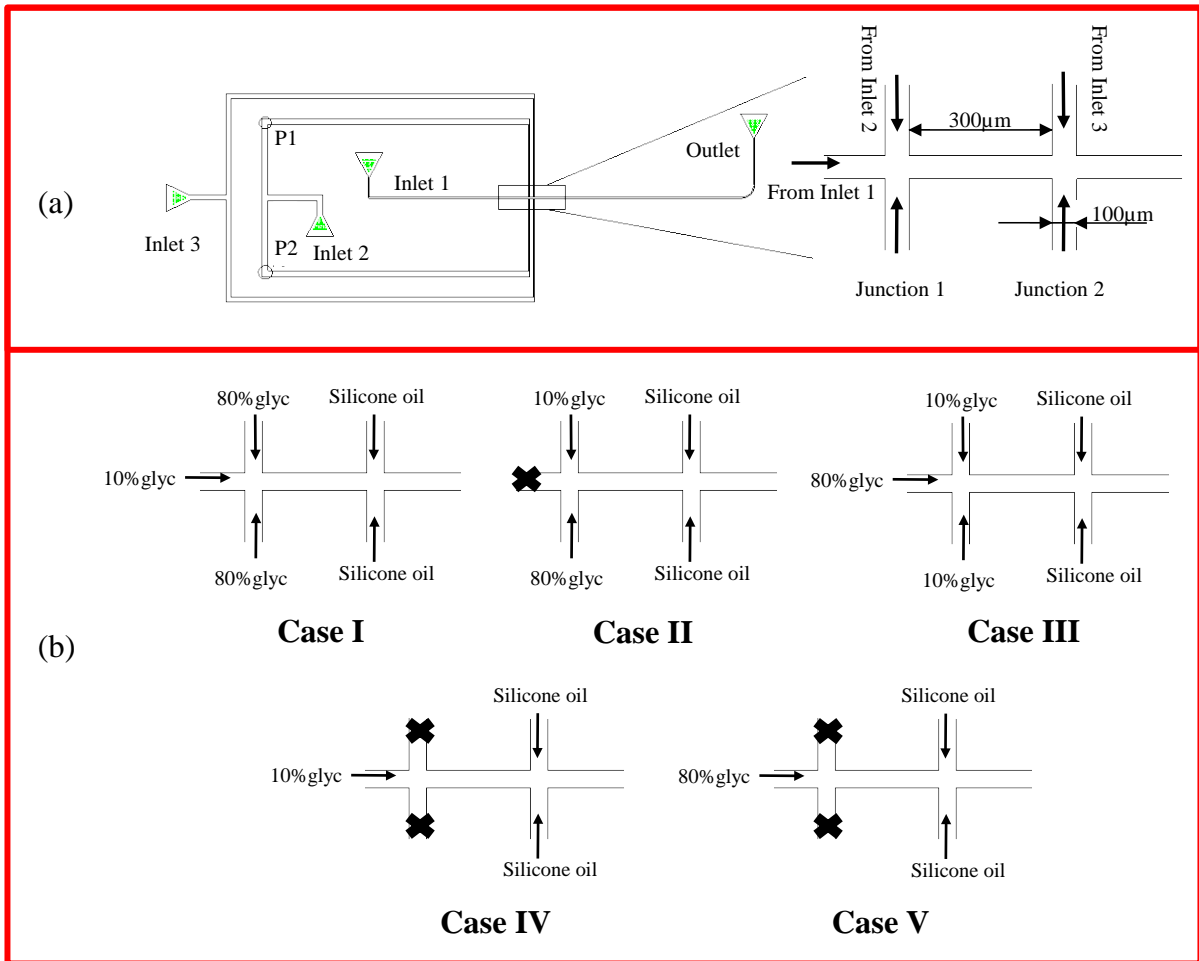 (a)
P1
P2
Inlet 1
Inlet 2
Inlet 3
Outlet
From Inlet 2
From Inlet 3
300μm
From Inlet 1
100μm
Junction 1
Junction 2
(b)
80%glyc
Silicone oil
10%glyc
80%glyc
Silicone oil
Case I
10%glyc
Silicone oil
80%glyc
Silicone oil
Case II
10%glyc
Silicone oil
80%glyc
10%glyc
Silicone oil
Case III
Silicone oil
10%glyc
Silicone oil
Case IV
Silicone oil
80%glyc
Silicone oil
Case V